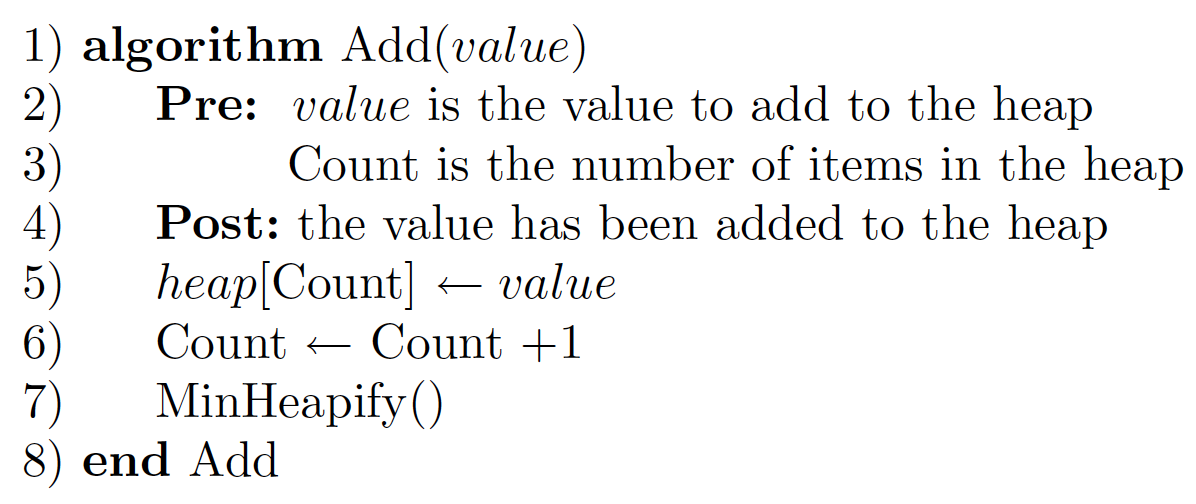 1) algorithm Add(value)
2) Pre: value is the value to add to the heap
3) Count is the number of items in the heap
4) Post: the value has been added to the heap
5) heap[Count] ← value
6) Count ← Count +1
7) MinHeapify()
8) end Add